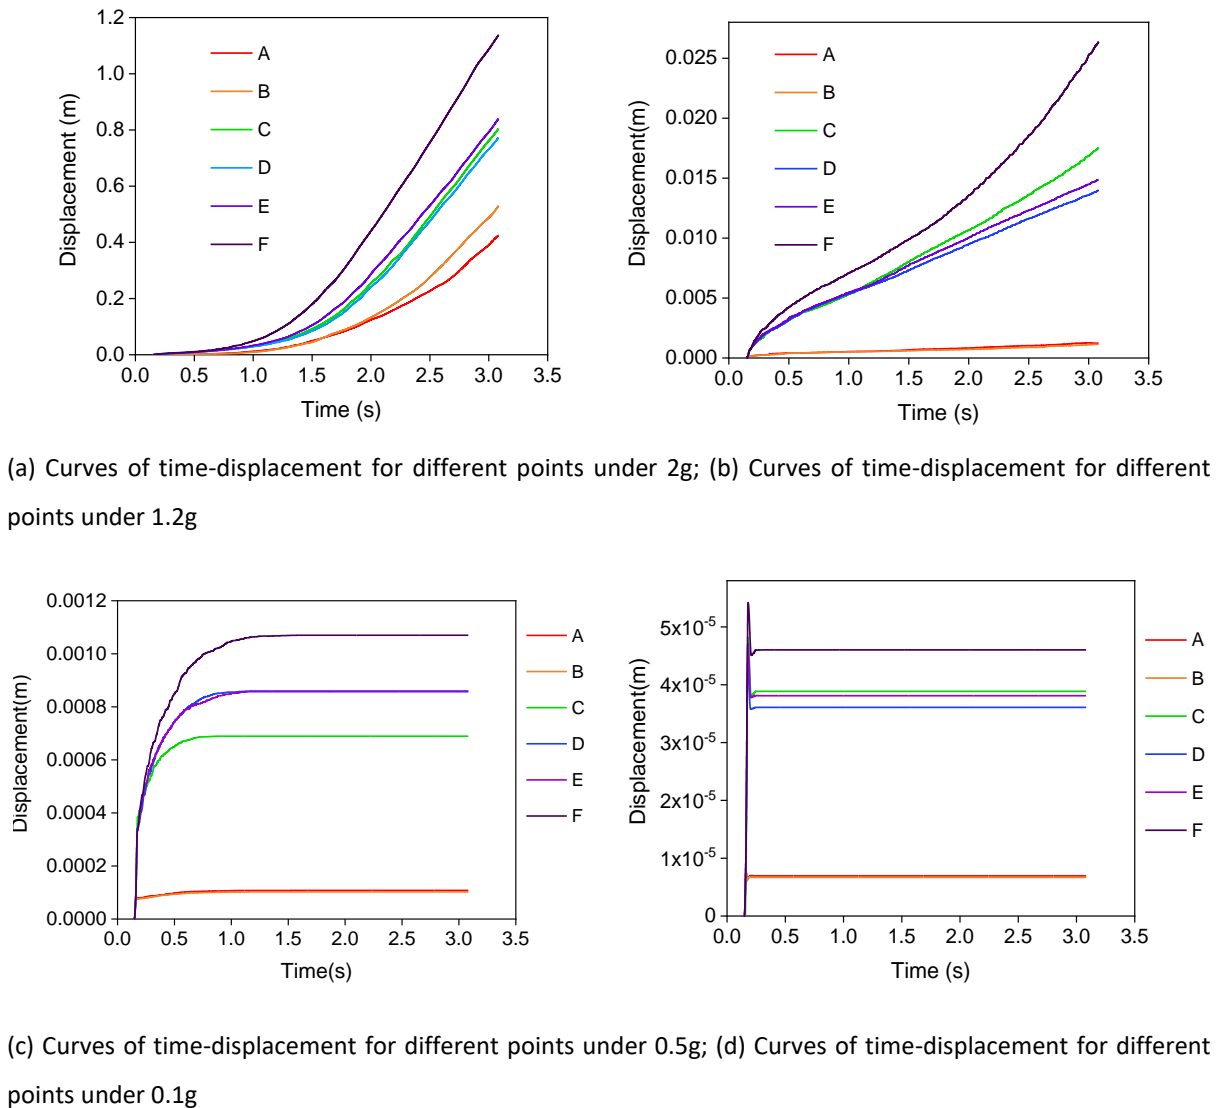 1.2
1.0
0.8
0.6
0.4
0.2
0.0
Displacement (m)
A
B
C
D
E
F
0.0 0.5 1.0 1.5 2.0 2.5 3.0 3.5
Time (s)
0.025
0.020
0.015
0.010
0.005
0.000
Displacement(m)
A
B
C
D
E
F
0.0 0.5 1.0 1.5 2.0 2.5 3.0 3.5
Time (s)
(a) Curves of time-displacement for different points under 2g; (b) Curves of time-displacement for different
points under 1.2g
0.0012
0.0010
0.0008
0.0006
0.0004
0.0002
0.0000
Displacement(m)
A
B
C
D
E
F
0.0 0.5 1.0 1.5 2.0 2.5 3.0 3.5
Time(s)
5x10⁻⁵
4x10⁻⁵
3x10⁻⁵
2x10⁻⁵
1x10⁻⁵
0
Displacement(m)
A
B
C
D
E
F
0.0 0.5 1.0 1.5 2.0 2.5 3.0 3.5
Time (s)
(c) Curves of time-displacement for different points under 0.5g; (d) Curves of time-displacement for different
points under 0.1g